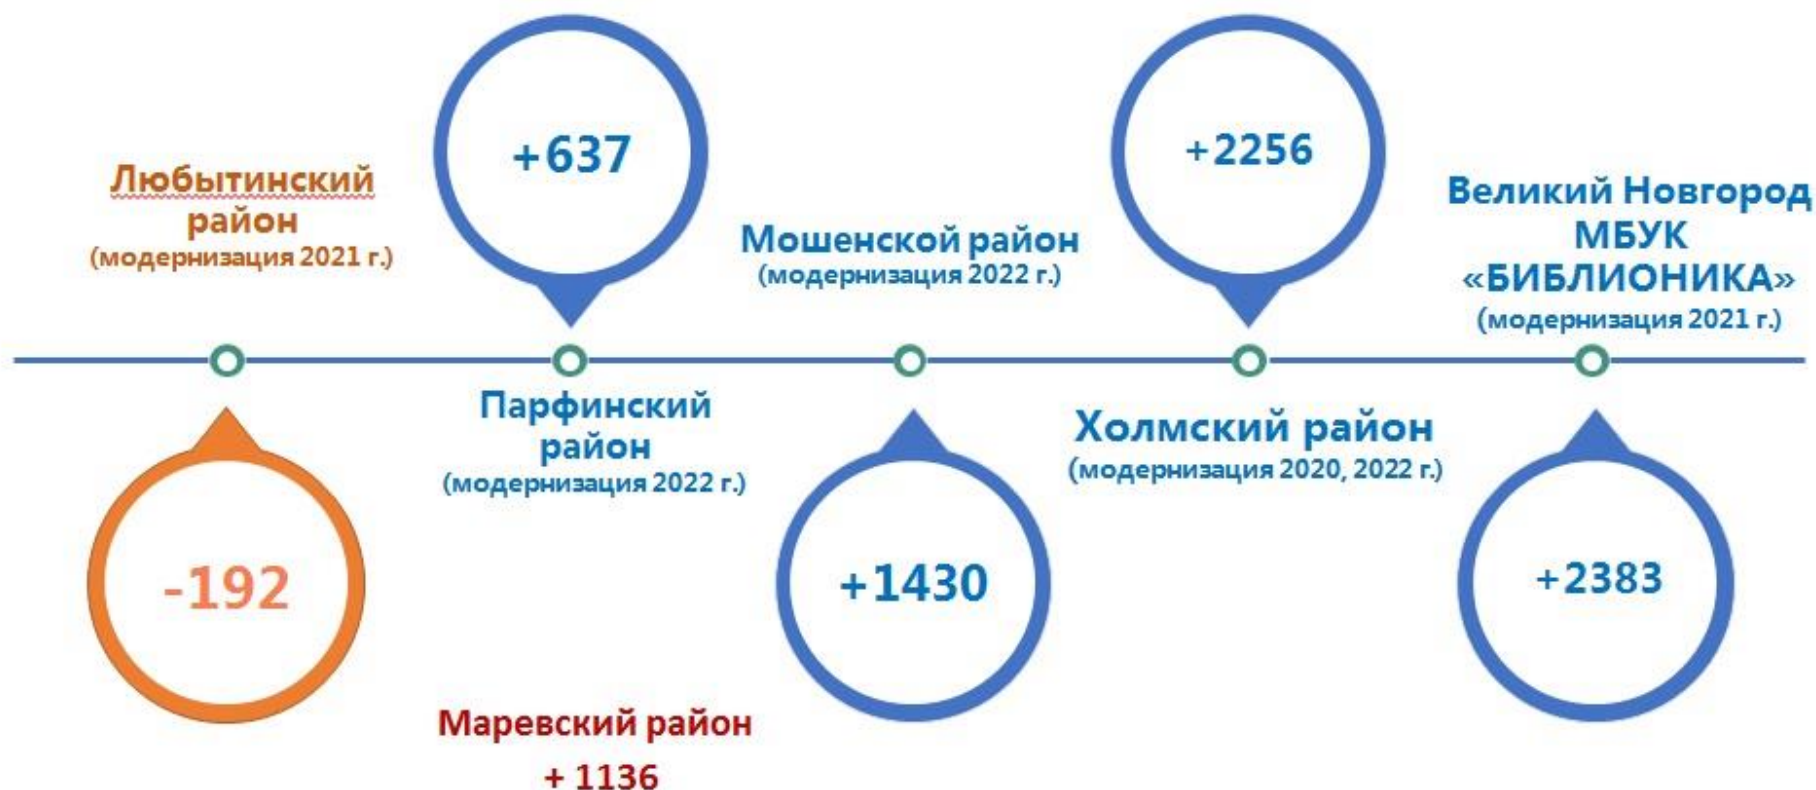 Любытинский
район
(модернизация 2021 г.)
-192
+637
Парфинский
район
(модернизация 2022 г.)
Мошенской район
(модернизация 2022 г.)
+1430
+2256
Холмский район
(модернизация 2020, 2022 г.)
Великий Новгород
МБУК
«БИБЛИОНИКА»
(модернизация 2021 г.)
+2383
Маревский район
+ 1136